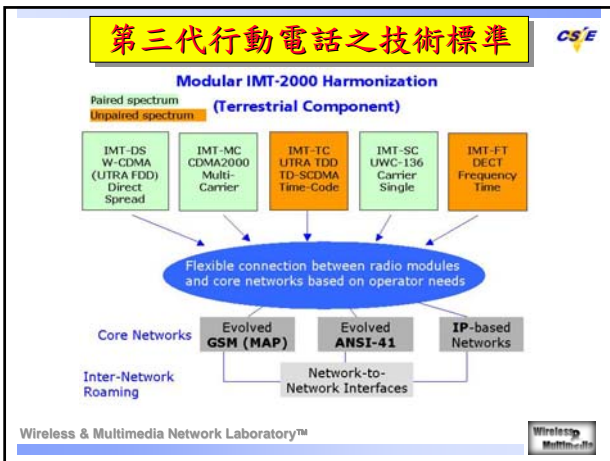 第三代行動電話之技術標準
CS/E
Modular IMT-2000 Harmonization
(Terrestrial Component)
Paired spectrum
Unpaired spectrum
IMT-DS
W-CDMA
(UTRA FDD)
Direct
Spread
IMT-MC
CDMA2000
Multi-
Carrier
IMT-TC
UTRA TDD
TD-SCDMA
Time-Code
IMT-SC
UWC-136
Carrier
Single
IMT-FT
DECT
Frequency
Time
Flexible connection between radio modules
and core networks based on operator needs
Core Networks
Evolved
GSM (MAP)
Evolved
ANSI-41
IP-based
Networks
Inter-Network
Roaming
Network-to-
Network Interfaces
Wireless & Multimedia Network Laboratory™
Wireless
Multimedia